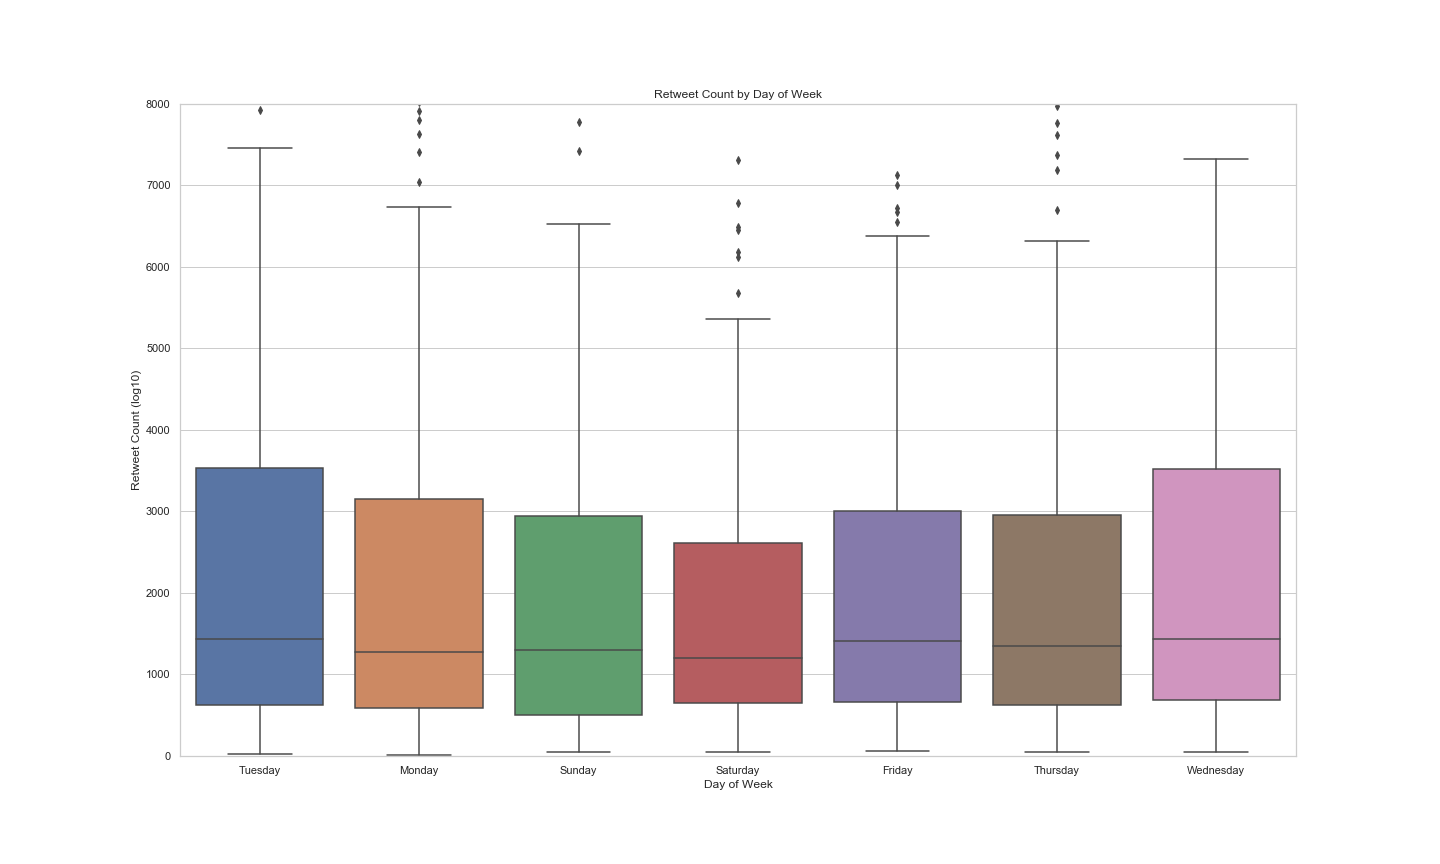 Retweet Count by Day of Week
8000
7000
6000
5000
4000
3000
2000
1000
0
Retweet Count (log10)
Tuesday Monday Sunday Saturday Friday Thursday Wednesday
Day of Week